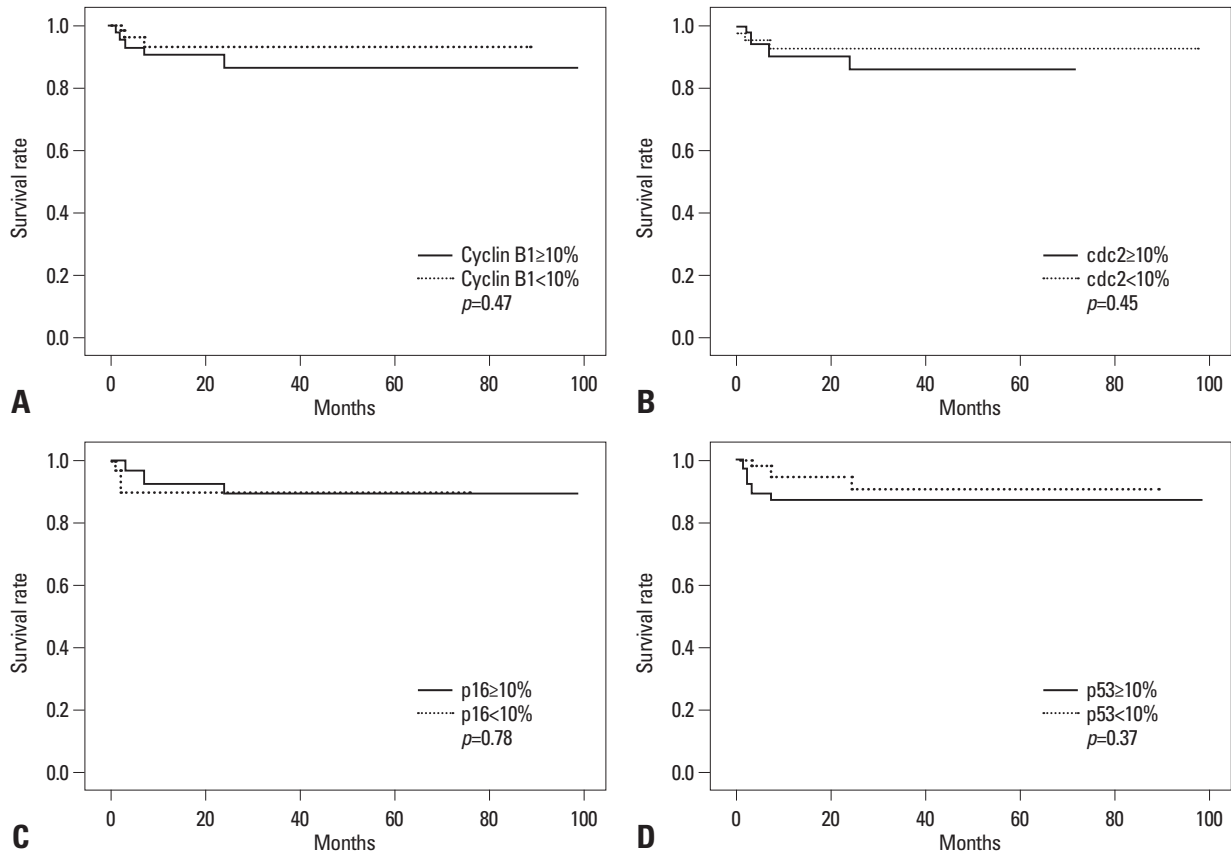 1.0
0.8
0.6
0.4
0.2
0.0
Survival rate
Cyclin B1≥10%
Cyclin B1<10%
p=0.47
0 20 40 60 80 100
Months
A
1.0
0.8
0.6
0.4
0.2
0.0
Survival rate
cdc2≥10%
cdc2<10%
p=0.45
0 20 40 60 80 100
Months
B
1.0
0.8
0.6
0.4
0.2
0.0
Survival rate
p16≥10%
p16<10%
p=0.78
0 20 40 60 80 100
Months
C
1.0
0.8
0.6
0.4
0.2
0.0
Survival rate
p53≥10%
p53<10%
p=0.37
0 20 40 60 80 100
Months
D